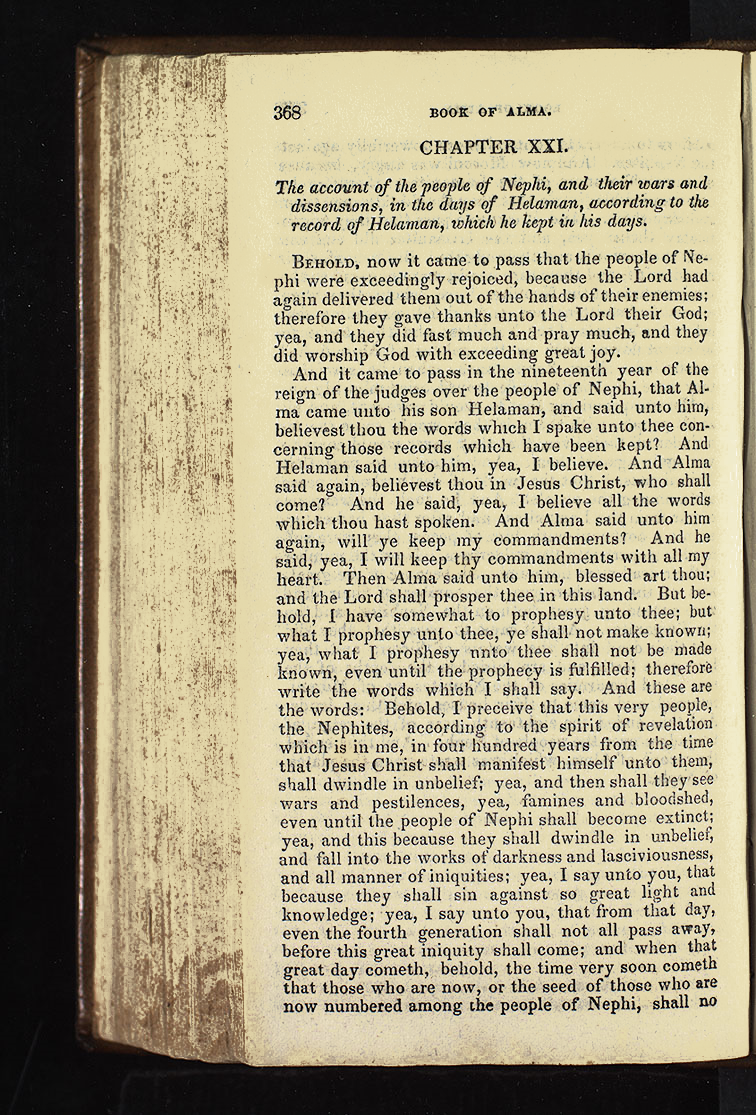 368 BOOK OF ALMA.
CHAPTER XXI.
The account of the people of Nephi, and their wars and
dissensions, in the days of Helaman, according to the
record of Helaman, which he kept in his days.
BEHOLD, now it came to pass that the people of Ne-
phi were exceedingly rejoiced, because the Lord had
again delivered them out of the hands of their enemies;
therefore they gave thanks unto the Lord their God;
yea, and they did fast much and pray much, and they
did worship God with exceeding great joy.
And it came to pass in the nineteenth year of the
reign of the judges over the people of Nephi, that Al-
ma came unto his son Helaman, and said unto him,
believest thou the words which I spake unto thee con-
cerning those records which have been kept? And
Helaman said unto him, yea, I believe. And Alma
said again, believest thou in Jesus Christ, who shall
come? And he said, yea, I believe all the words
which thou hast spoken. And Alma said unto him
again, will ye keep my commandments? And he
said, yea, I will keep thy commandments with all my
heart. Then Alma said unto him, blessed art thou;
and the Lord shall prosper thee in this land. But be-
hold, I have somewhat to prophesy unto thee; but
what I prophesy unto thee, ye shall not make known;
yea, what I prophesy nnto thee shall not be made
known, even until the prophecy is fulfilled; therefore
write the words which I shall say. And these are
the words: Behold, I preceive that this very people,
the Nephites, according to the spirit of revelation
which is in me, in four hundred years from the time
that Jesus Christ shall manifest himself unto them,
shall dwindle in unbelief; yea, and then shall they see
wars and pestilences, yea, famines and bloodshed,
even until the people of Nephi shall become extinct;
yea, and this because they shall dwindle in unbelief,
and fall into the works of darkness and lasciviousness,
and all manner of iniquities; yea, I say unto you, that
because they shall sin against so great light and
knowledge; yea, I say unto you, that from that day,
even the fourth generation shall not all pass away,
before this great iniquity shall come; and when that
great day cometh, behold, the time very soon cometh
that those who are now, or the seed of those who are
now numbered among the people of Nephi, shall no